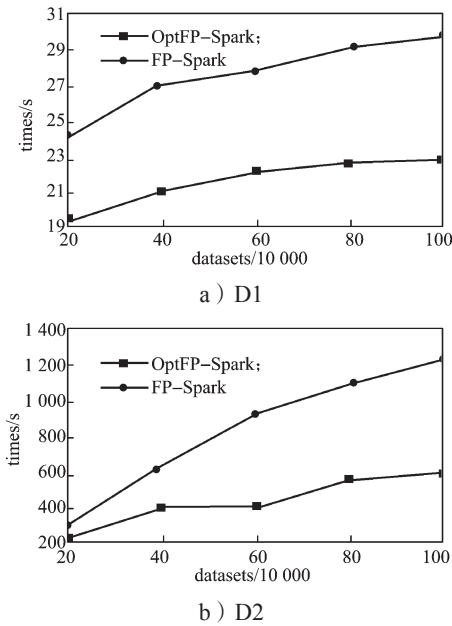 31
29
27
25
23
21
19
times/s
OptFP-Spark;
FP-Spark
20 40 60 80 100
datasets/10 000
a）D1
1 400
1 200
1 000
800
600
400
200
times/s
OptFP-Spark;
FP-Spark
20 40 60 80 100
datasets/10 000
b）D2